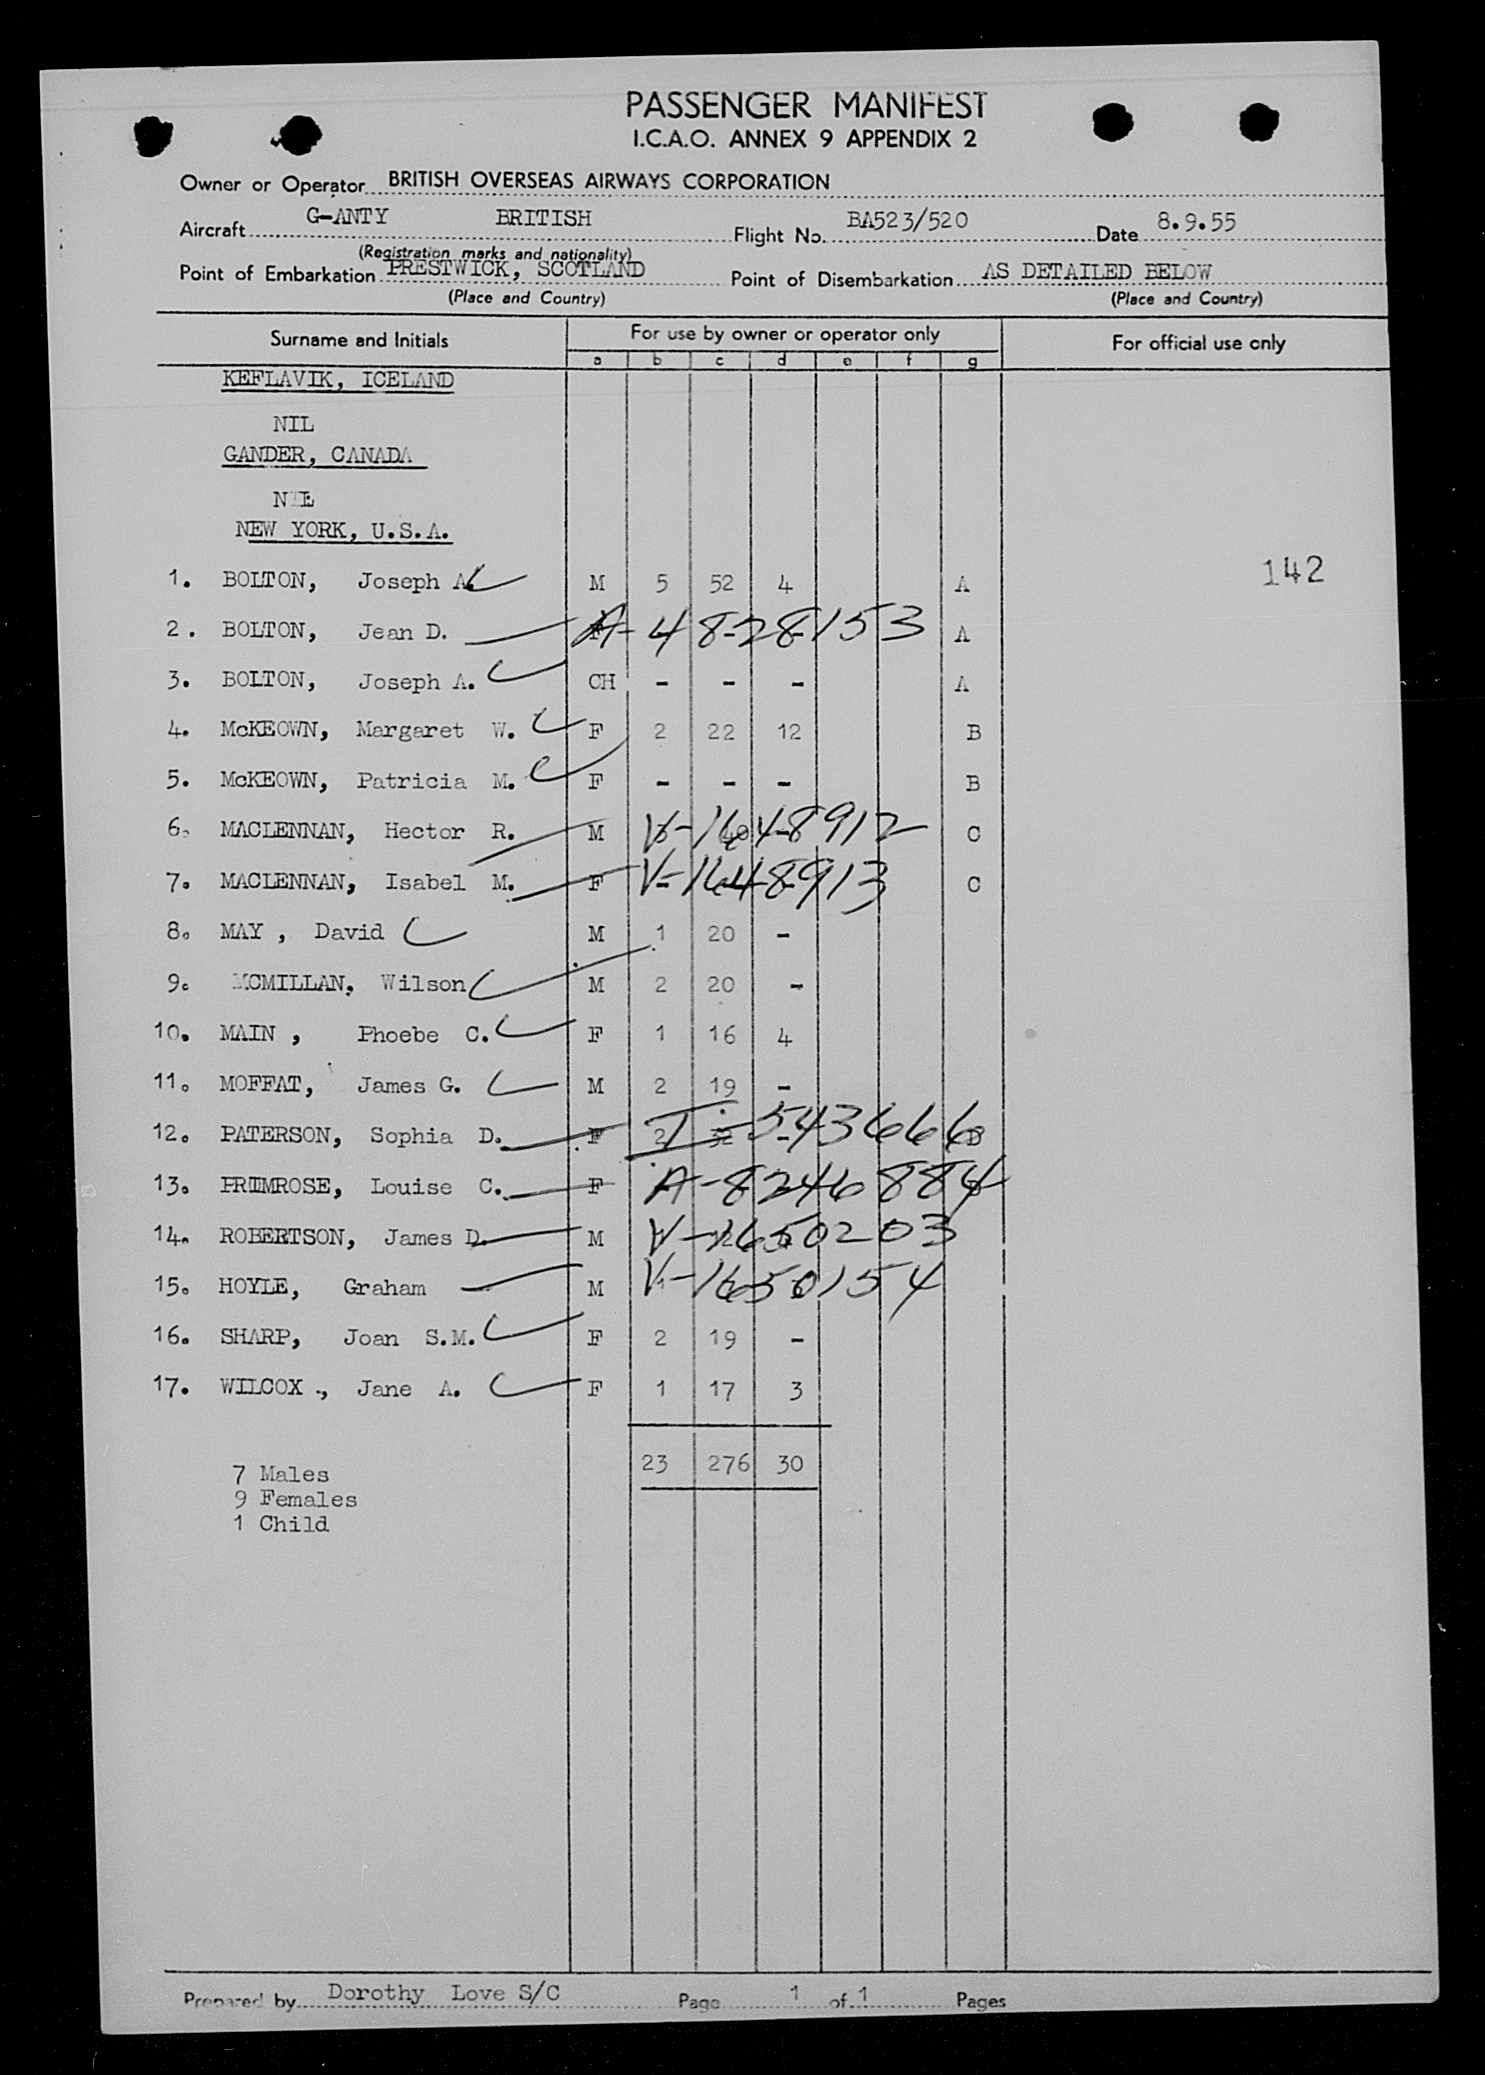 PASSENGER MANIFEST
I.C.A.O. ANNEX 9 APPENDIX 2
Owner or Operator BRITISH OVERSEAS AIRWAYS CORPORATION
Aircraft G-ANTY BRITISH Flight No. BA523/520 Date 8.9.55
(Registration marks and nationality)
Point of Embarkation PRESTWICK, SCOTLAND Point of Disembarkation AS DETAILED BELOW
(Place and Country) (Place and Country)
Surname and Initials For use by owner or operator only For official use only
a b c d e f g
KEFLAVIK, ICELAND
NIL
GANDER, CANADA
NIL
NEW YORK, U.S.A.
142
1. BOLTON, Joseph A. M 5 52 4 A
2. BOLTON, Jean D. A-4828153 A
3. BOLTON, Joseph A. CH - - - A
4. McKEOWN, Margaret W. F 2 22 12 B
5. McKEOWN, Patricia M. F - - - B
6. MACLENNAN, Hector R. M V-1648912 C
7. MACLENNAN, Isabel M. F V-1648913 C
8. MAY , David M 1 20 -
9. MCMILLAN, Wilson M 2 20 -
10. MAIN , Phoebe C. F 1 16 4
11. MOFFAT, James G. M 2 19 -
12. PATERSON, Sophia D. F 2 32 - I-5436666
13. PRIMROSE, Louise C. F A-8246884
14. ROBERTSON, James D. M V-1650203
15. HOYLE, Graham M V-1650154
16. SHARP, Joan S.M. F 2 19 -
17. WILCOX ., Jane A. F 1 17 3
23 276 30
7 Males
9 Females
1 Child
Prepared by Dorothy Love S/C Page 1 of 1 Pages